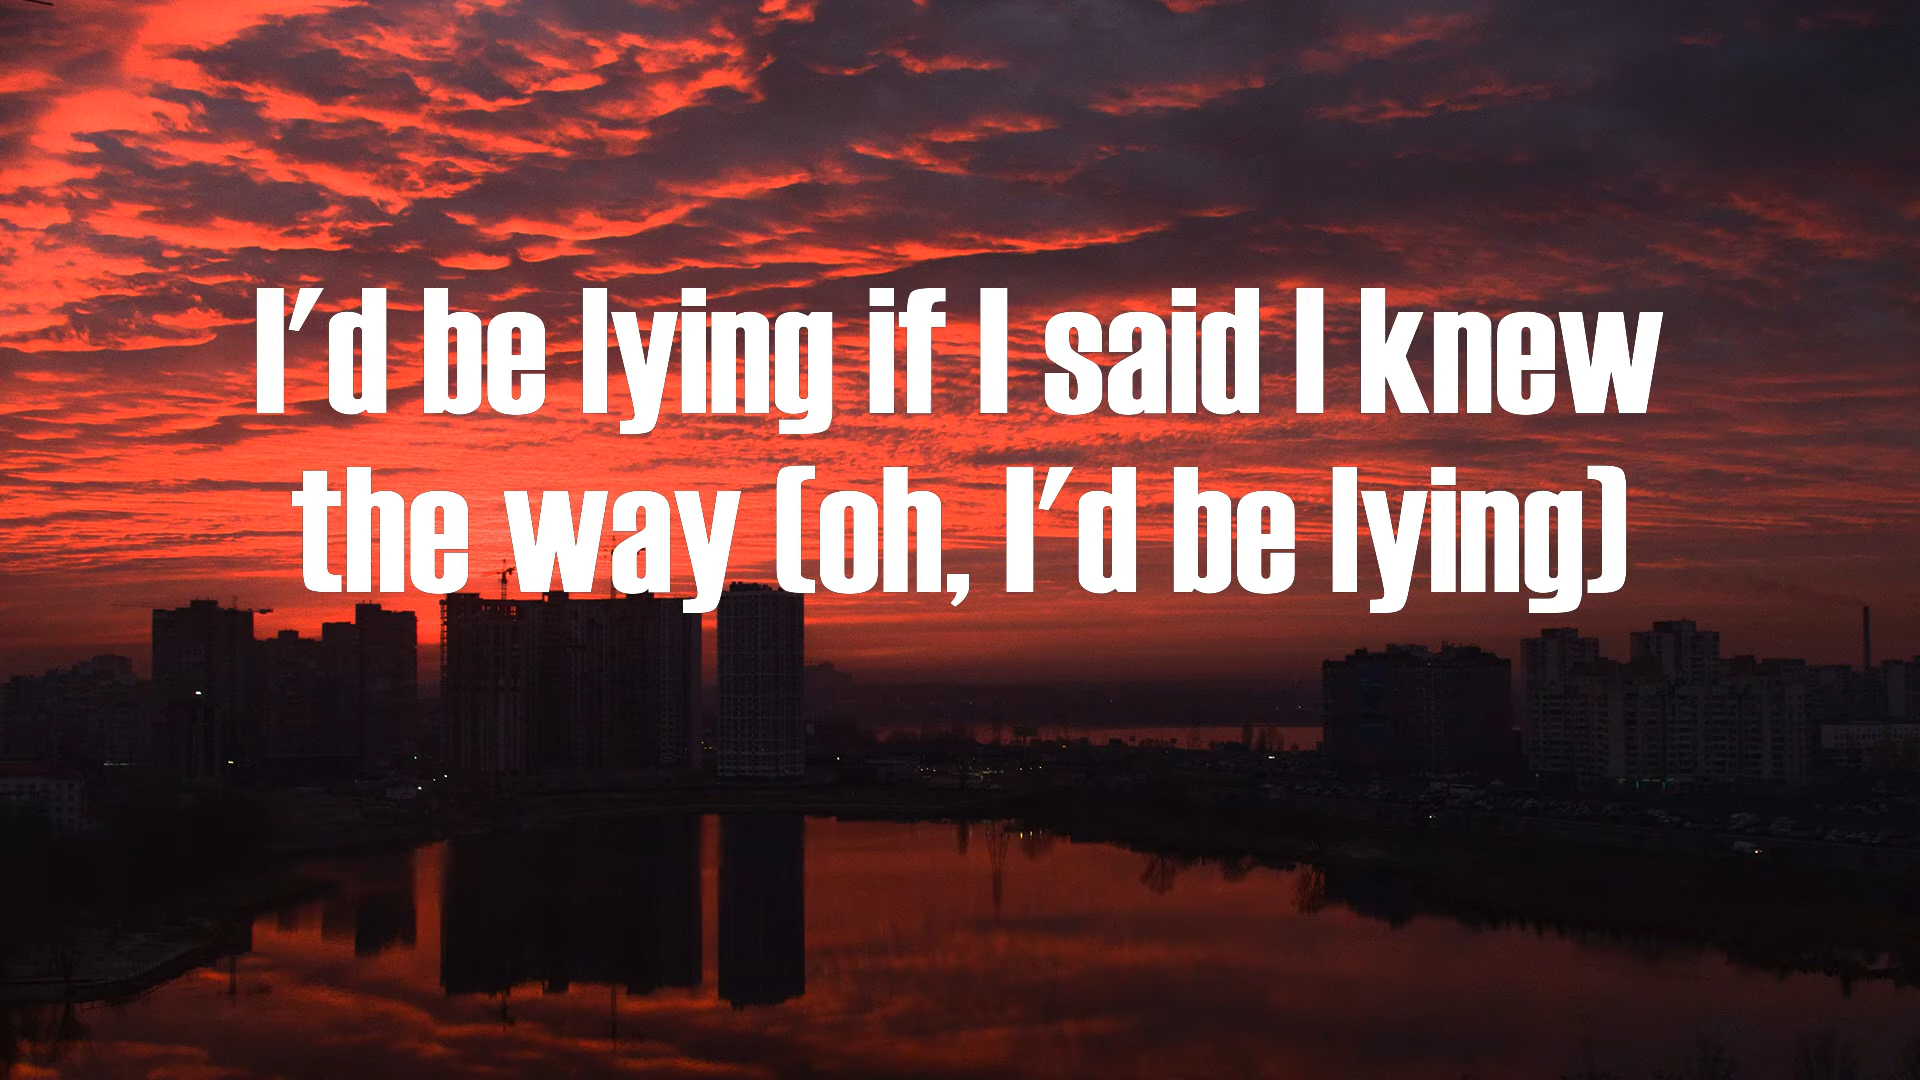 I'd be lying if I said I knew
the way (oh, I'd be lying)